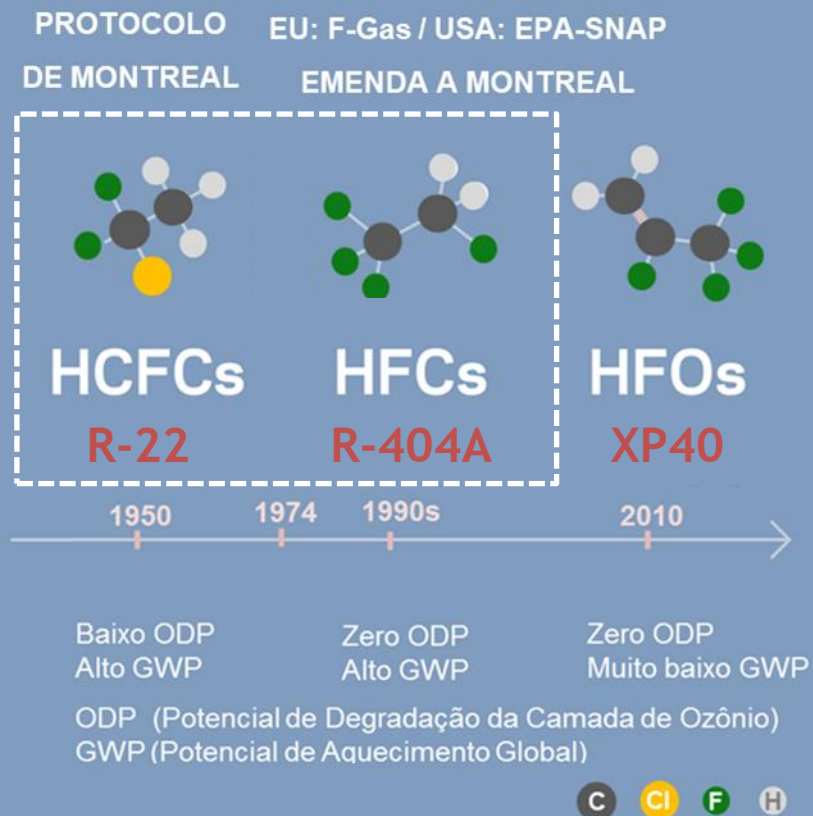 PROTOCOLO
DE MONTREAL
EU: F-Gas / USA: EPA-SNAP
EMENDA A MONTREAL
HCFCs
HFCs
HFOs
R-22
R-404A
XP40
1950
1974
1990s
2010
Baixo ODP
Alto GWP
Zero ODP
Alto GWP
Zero ODP
Muito baixo GWP
ODP (Potencial de Degradação da Camada de Ozônio)
GWP (Potencial de Aquecimento Global)
C
Cl
F
H